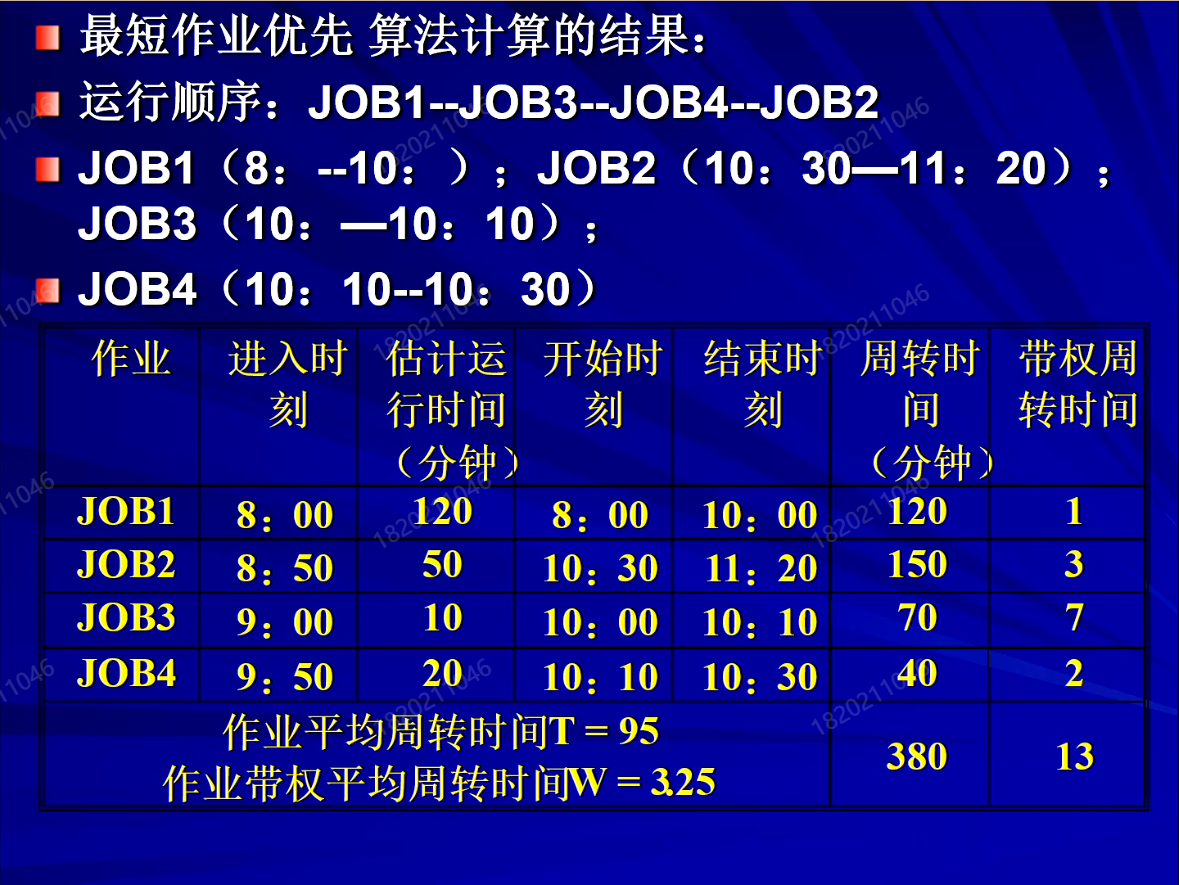 最短作业优先 算法计算的结果：
运行顺序：JOB1--JOB3--JOB4--JOB2
JOB1（8：--10：）；JOB2（10：30—11：20）；
JOB3（10：—10：10）；
JOB4（10：10--10：30）
作业 进入时刻 估计运行时间（分钟） 开始时刻 结束时刻 周转时间（分钟） 带权周转时间
JOB1 8：00 120 8：00 10：00 120 1
JOB2 8：50 50 10：30 11：20 150 3
JOB3 9：00 10 10：00 10：10 70 7
JOB4 9：50 20 10：10 10：30 40 2
作业平均周转时间T = 95
作业带权平均周转时间W = 3.25
380 13
1820211046